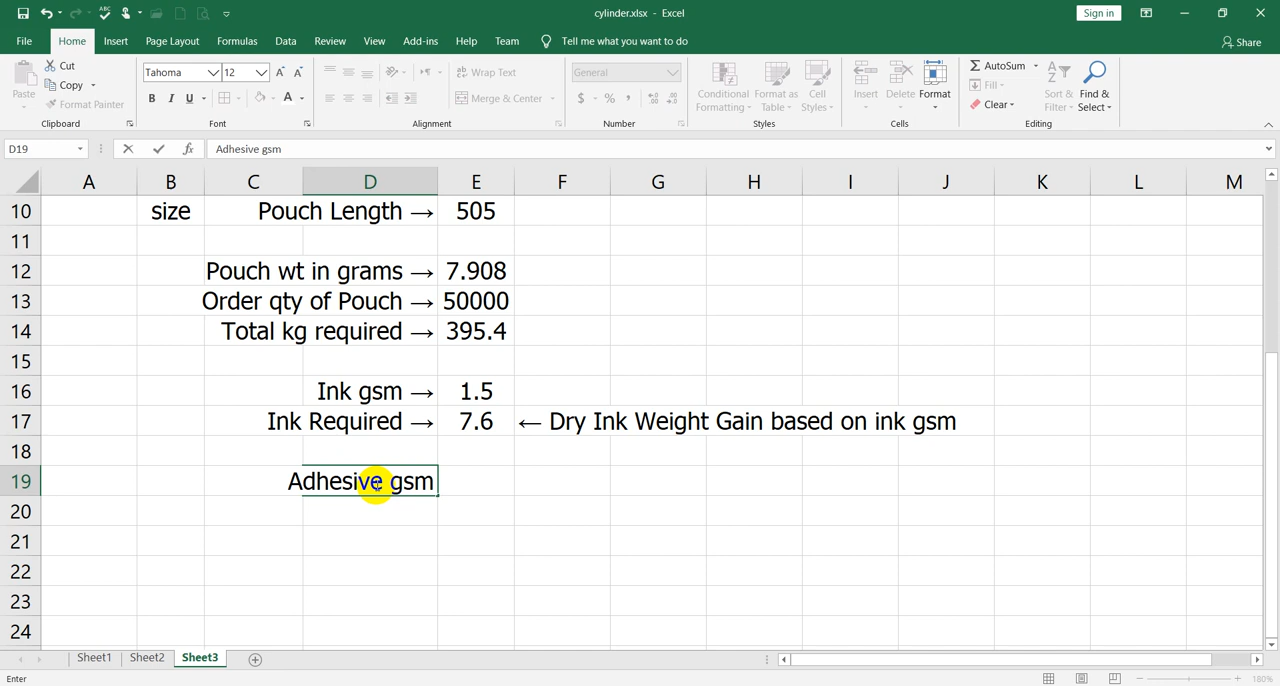 cylinder.xlsx - Excel
Sign in
File Home Insert Page Layout Formulas Data Review View Add-ins Help Team Tell me what you want to do Share
Paste Cut Copy Format Painter Clipboard
Tahoma 12 B I U A Font
Wrap Text Merge & Center Alignment
General $ % , Number
Conditional Formatting Format as Table Cell Styles Styles
Insert Delete Format Cells
AutoSum Fill Clear Sort & Filter Find & Select Editing
D19 fx Adhesive gsm
A B C D E F G H I J K L M
10 size Pouch Length → 505
11
12 Pouch wt in grams → 7.908
13 Order qty of Pouch → 50000
14 Total kg required → 395.4
15
16 Ink gsm → 1.5
17 Ink Required → 7.6 ← Dry Ink Weight Gain based on ink gsm
18
19 Adhesive gsm
20
21
22
23
24
Sheet1 Sheet2 Sheet3
Enter 180%